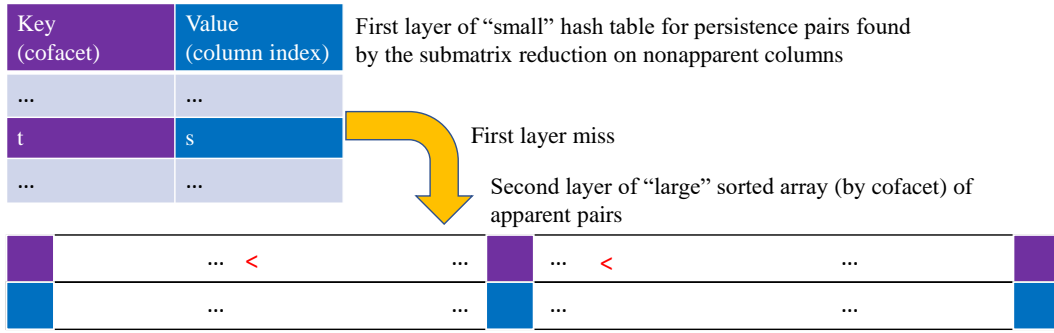 Key
(cofacet)
Value
(column index)
First layer of “small” hash table for persistence pairs found
by the submatrix reduction on nonapparent columns
... ...
t s
... ...
First layer miss
Second layer of “large” sorted array (by cofacet) of
apparent pairs
... < ... ... < ...
... ... ... ...